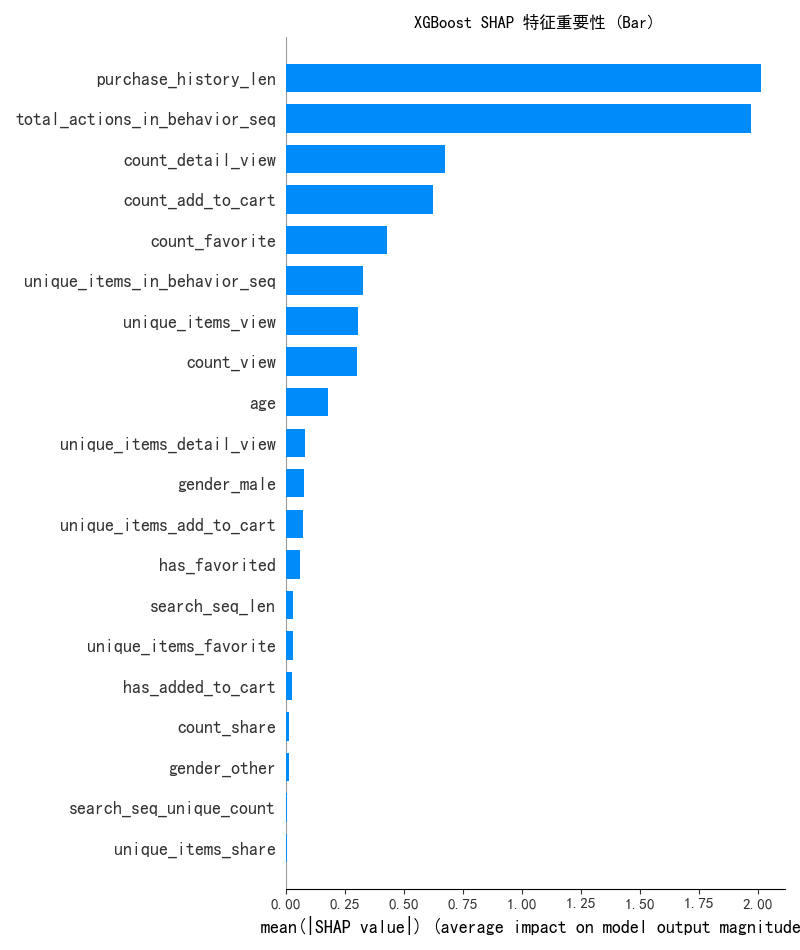 XGBoost SHAP 特征重要性 (Bar)
purchase_history_len
total_actions_in_behavior_seq
count_detail_view
count_add_to_cart
count_favorite
unique_items_in_behavior_seq
unique_items_view
count_view
age
unique_items_detail_view
gender_male
unique_items_add_to_cart
has_favorited
search_seq_len
unique_items_favorite
has_added_to_cart
count_share
gender_other
search_seq_unique_count
unique_items_share
0.00 0.25 0.50 0.75 1.00 1.25 1.50 1.75 2.00
mean(|SHAP value|) (average impact on model output magnitude